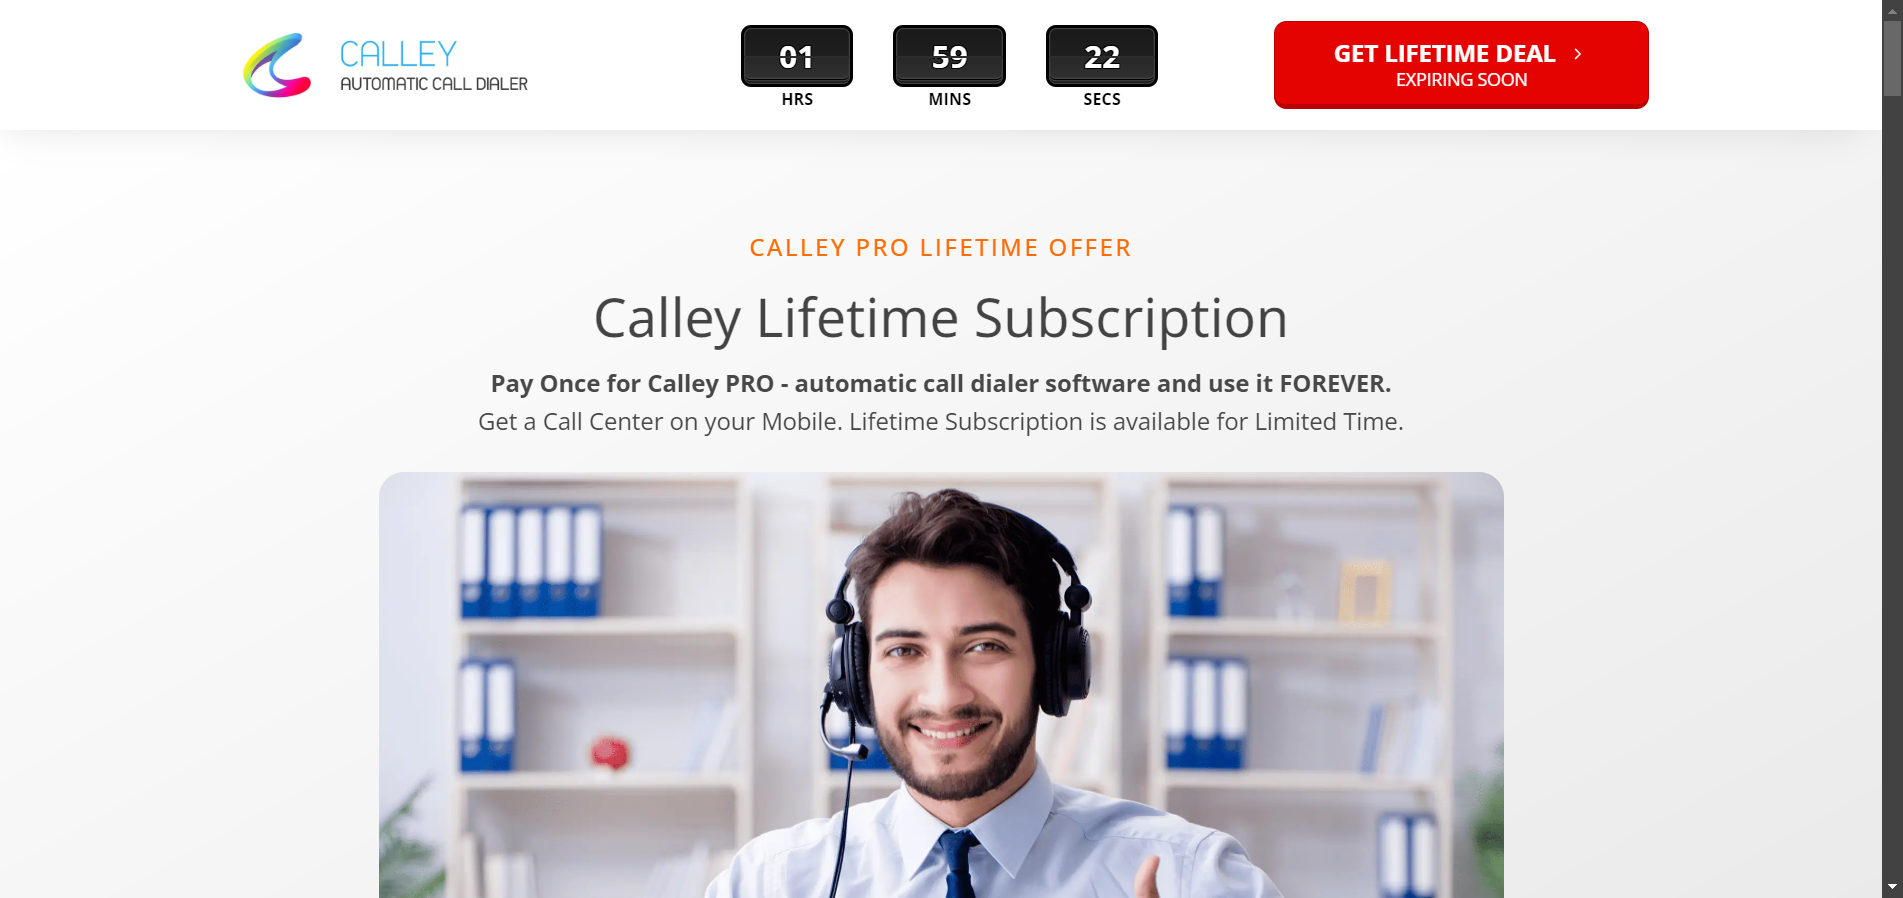 CALLEY
AUTOMATIC CALL DIALER
01
HRS
59
MINS
22
SECS
GET LIFETIME DEAL
EXPIRING SOON
CALLEY PRO LIFETIME OFFER
Calley Lifetime Subscription
Pay Once for Calley PRO - automatic call dialer software and use it FOREVER.
Get a Call Center on your Mobile. Lifetime Subscription is available for Limited Time.